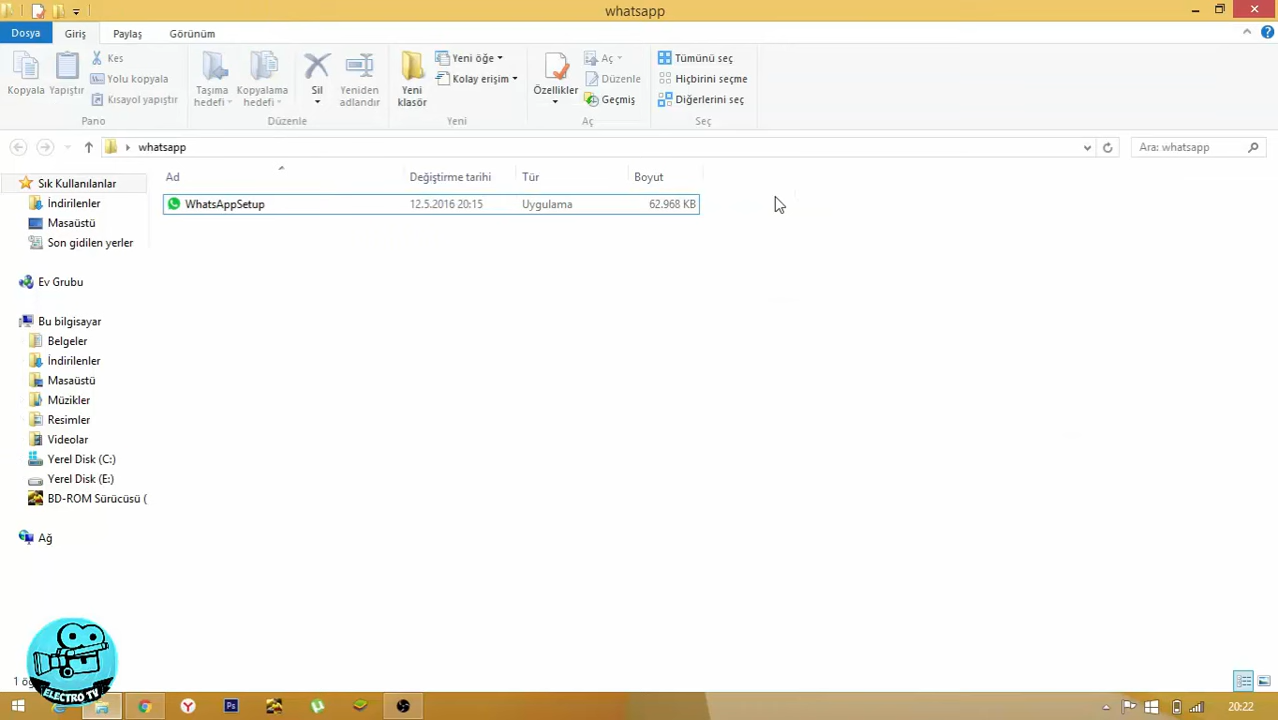 whatsapp
Dosya Giriş Paylaş Görünüm
Kopyala
Yapıştır
Kes
Yolu kopyala
Kısayol yapıştır
Pano
Taşıma hedefi
Kopyalama hedefi
Sil
Yeniden adlandır
Düzenle
Yeni klasör
Yeni öğe
Kolay erişim
Yeni
Özellikler
Aç
Düzenle
Geçmiş
Aç
Tümünü seç
Hiçbirini seçme
Diğerlerini seç
Seç
whatsapp
Ara: whatsapp
Ad Değiştirme tarihi Tür Boyut
WhatsAppSetup 12.5.2016 20:15 Uygulama 62.968 KB
Sık Kullanılanlar
İndirilenler
Masaüstü
Son gidilen yerler
Ev Grubu
Bu bilgisayar
Belgeler
İndirilenler
Masaüstü
Müzikler
Resimler
Videolar
Yerel Disk (C:)
Yerel Disk (E:)
BD-ROM Sürücüsü (
Ağ
ELECTRO TV
Ps
20:22